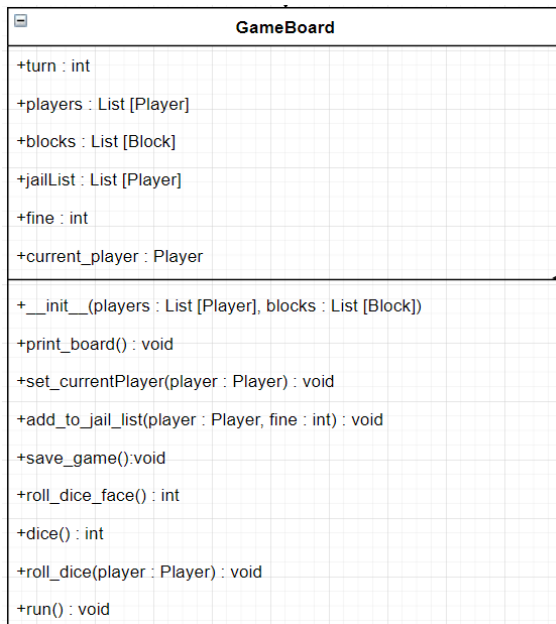 GameBoard
+turn : int
+players : List [Player]
+blocks : List [Block]
+jailList : List [Player]
+fine : int
+current_player : Player
+__init__(players : List [Player], blocks : List [Block])
+print_board() : void
+set_currentPlayer(player : Player) : void
+add_to_jail_list(player : Player, fine : int) : void
+save_game():void
+roll_dice_face() : int
+dice() : int
+roll_dice(player : Player) : void
+run() : void